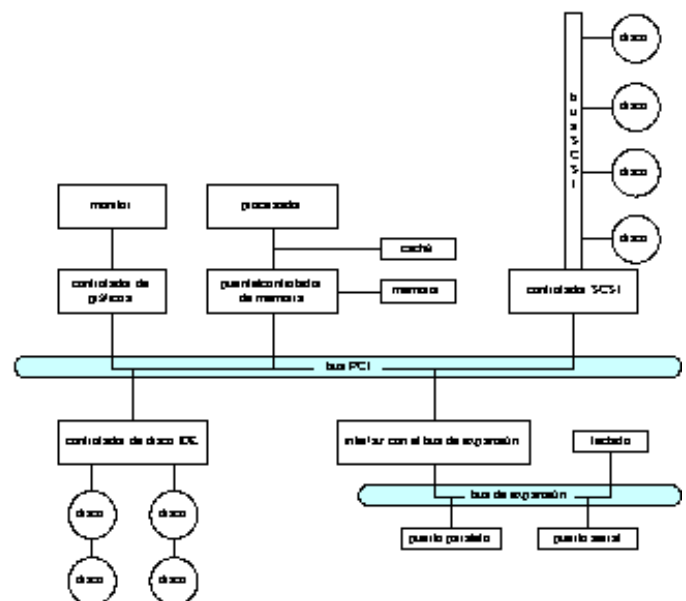 disco
disco
disco
disco
bus SCSI
monitor
procesador
caché
controlador de
gráficos
puente/controlador
de memoria
memoria
controlador SCSI
bus PCI
controlador de disco IDE
interfaz con el bus de expansión
teclado
disco
disco
bus de expansión
puerto paralelo
puerto serial
disco
disco